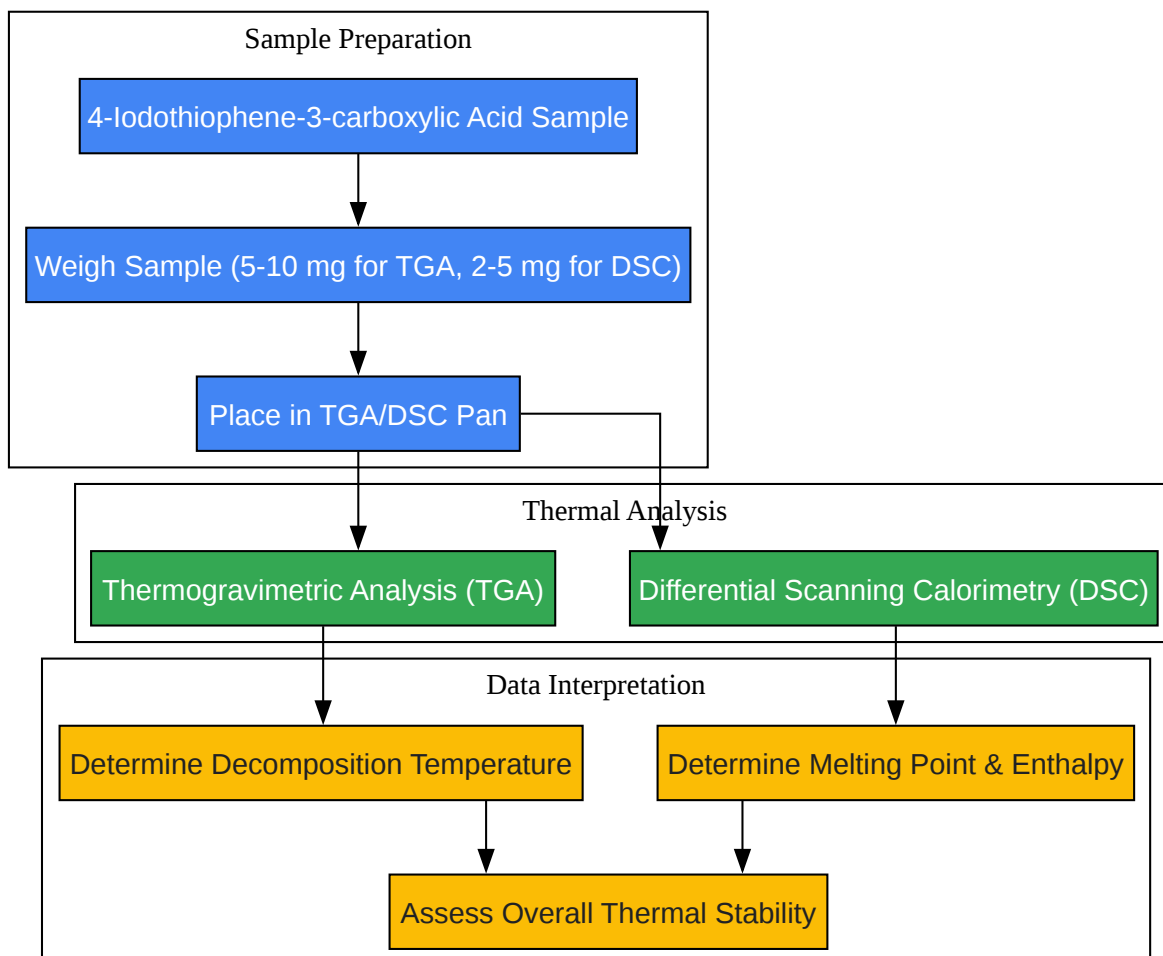 Sample Preparation
4-Iodothiophene-3-carboxylic Acid Sample
Weigh Sample (5-10 mg for TGA, 2-5 mg for DSC)
Place in TGA/DSC Pan
Thermal Analysis
Thermogravimetric Analysis (TGA)
Differential Scanning Calorimetry (DSC)
Data Interpretation
Determine Decomposition Temperature
Determine Melting Point & Enthalpy
Assess Overall Thermal Stability